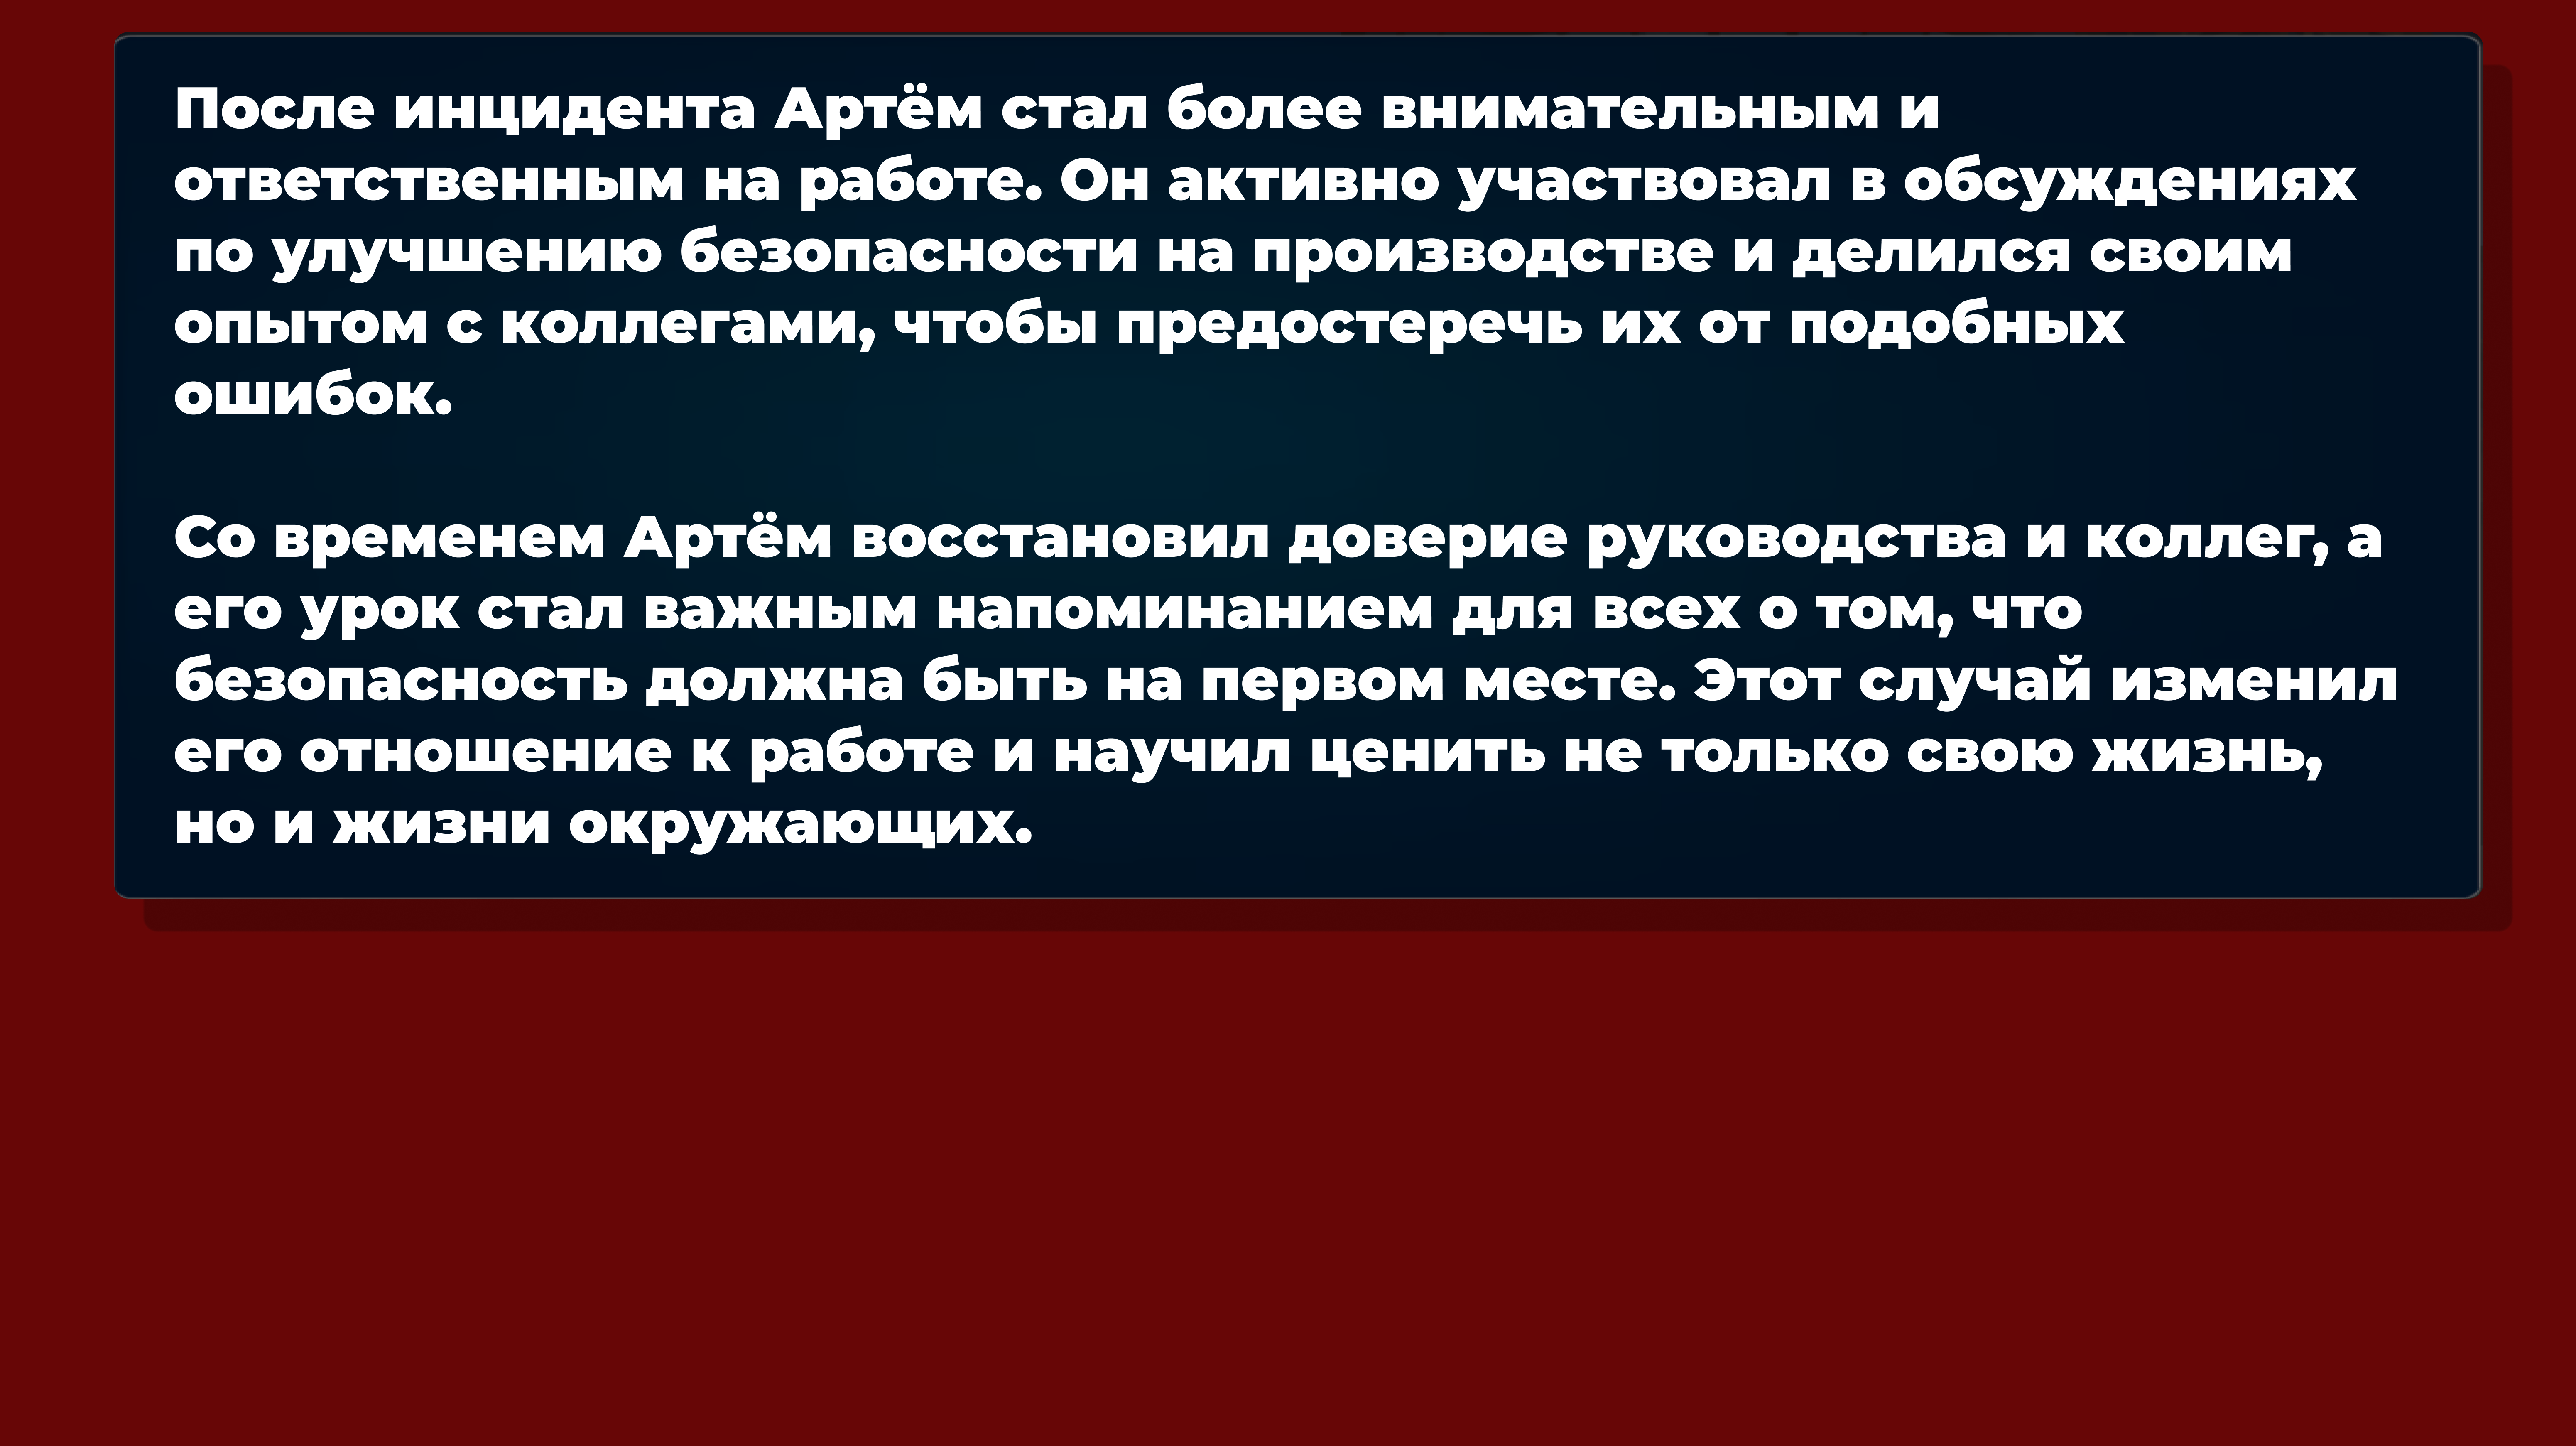 После инцидента Артём стал более внимательным и
ответственным на работе. Он активно участвовал в обсуждениях
по улучшению безопасности на производстве и делился своим
опытом с коллегами, чтобы предостеречь их от подобных
ошибок.
Со временем Артём восстановил доверие руководства и коллег, а
его урок стал важным напоминанием для всех о том, что
безопасность должна быть на первом месте. Этот случай изменил
его отношение к работе и научил ценить не только свою жизнь,
но и жизни окружающих.